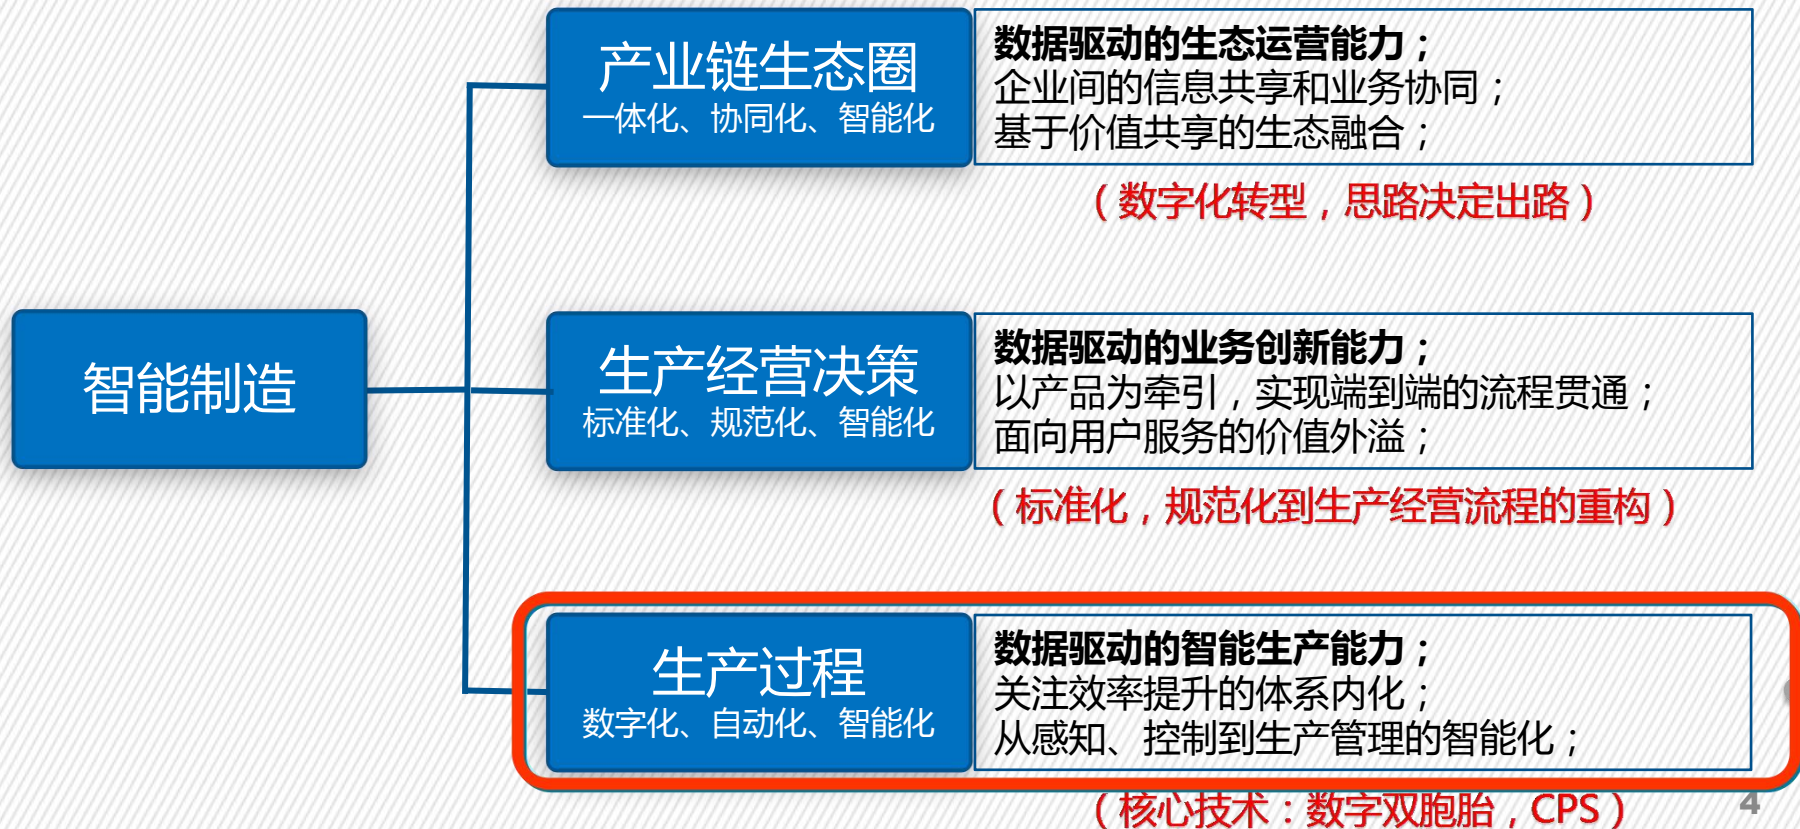 产业链生态圈
一体化、协同化、智能化
数据驱动的生态运营能力；
企业间的信息共享和业务协同；
基于价值共享的生态融合；
（数字化转型，思路决定出路）
智能制造
生产经营决策
标准化、规范化、智能化
数据驱动的业务创新能力；
以产品为牵引，实现端到端的流程贯通；
面向用户服务的价值外溢；
（标准化，规范化到生产经营流程的重构）
生产过程
数字化、自动化、智能化
数据驱动的智能生产能力；
关注效率提升的体系内化；
从感知、控制到生产管理的智能化；
（核心技术：数字双胞胎，CPS）
4